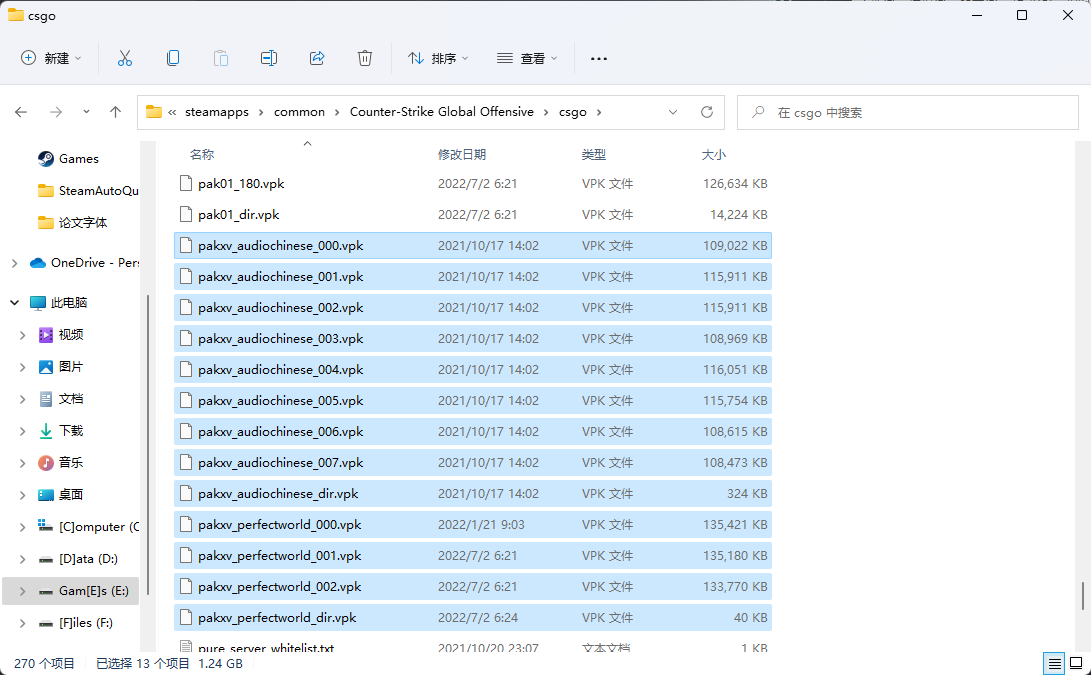 csgo
新建
排序
查看
« steamapps › common › Counter-Strike Global Offensive › csgo ›
在 csgo 中搜索
Games
SteamAutoQu
论文字体
OneDrive - Pers
此电脑
视频
图片
文档
下载
音乐
桌面
[C]omputer (C
[D]ata (D:)
Gam[E]s (E:)
[F]iles (F:)
名称 修改日期 类型 大小
pak01_180.vpk 2022/7/2 6:21 VPK 文件 126,634 KB
pak01_dir.vpk 2022/7/2 6:21 VPK 文件 14,224 KB
pakxv_audiochinese_000.vpk 2021/10/17 14:02 VPK 文件 109,022 KB
pakxv_audiochinese_001.vpk 2021/10/17 14:02 VPK 文件 115,911 KB
pakxv_audiochinese_002.vpk 2021/10/17 14:02 VPK 文件 115,911 KB
pakxv_audiochinese_003.vpk 2021/10/17 14:02 VPK 文件 108,969 KB
pakxv_audiochinese_004.vpk 2021/10/17 14:02 VPK 文件 116,051 KB
pakxv_audiochinese_005.vpk 2021/10/17 14:02 VPK 文件 115,754 KB
pakxv_audiochinese_006.vpk 2021/10/17 14:02 VPK 文件 108,615 KB
pakxv_audiochinese_007.vpk 2021/10/17 14:02 VPK 文件 108,473 KB
pakxv_audiochinese_dir.vpk 2021/10/17 14:02 VPK 文件 324 KB
pakxv_perfectworld_000.vpk 2022/1/21 9:03 VPK 文件 135,421 KB
pakxv_perfectworld_001.vpk 2022/7/2 6:21 VPK 文件 135,180 KB
pakxv_perfectworld_002.vpk 2022/7/2 6:21 VPK 文件 133,770 KB
pakxv_perfectworld_dir.vpk 2022/7/2 6:24 VPK 文件 40 KB
pure_server_whitelist.txt 2021/10/20 23:07 文本文档 1 KB
270 个项目 已选择 13 个项目 1.24 GB